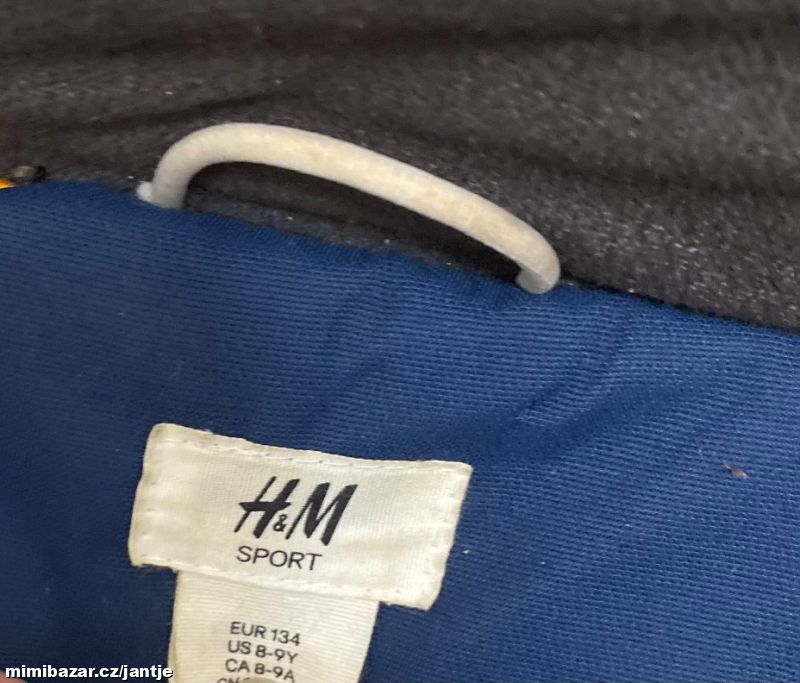 H&M
SPORT
EUR 134
US 8-9Y
CA 8-9A
mimibazar.cz/jantje